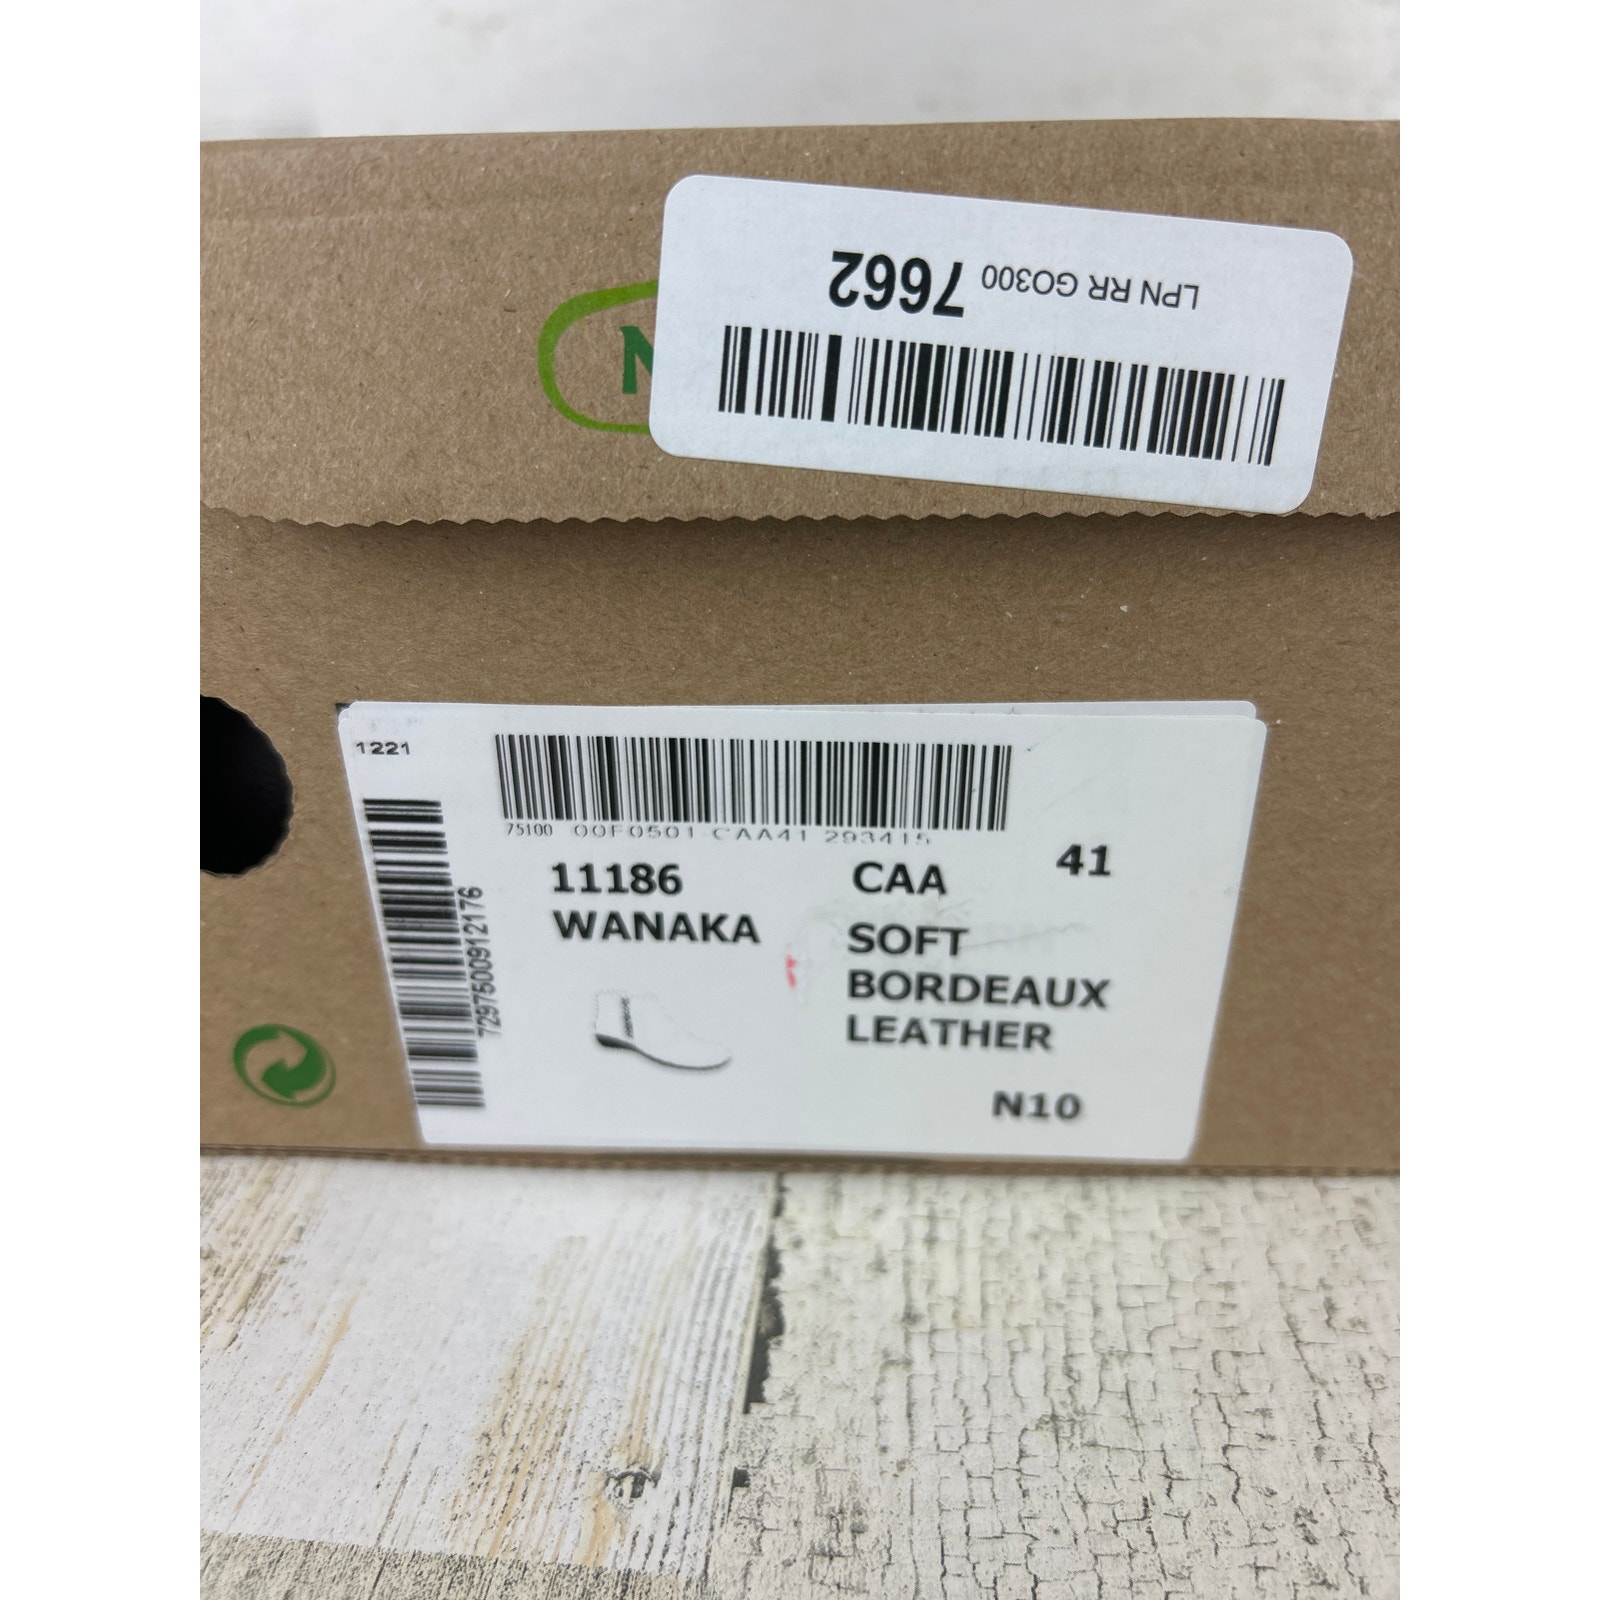 LPN RR GO300 7662
N
1221
75100 00F0501-CAA41 293415
7297500912176
11186 CAA 41
WANAKA
SOFT
BORDEAUX
LEATHER
N10